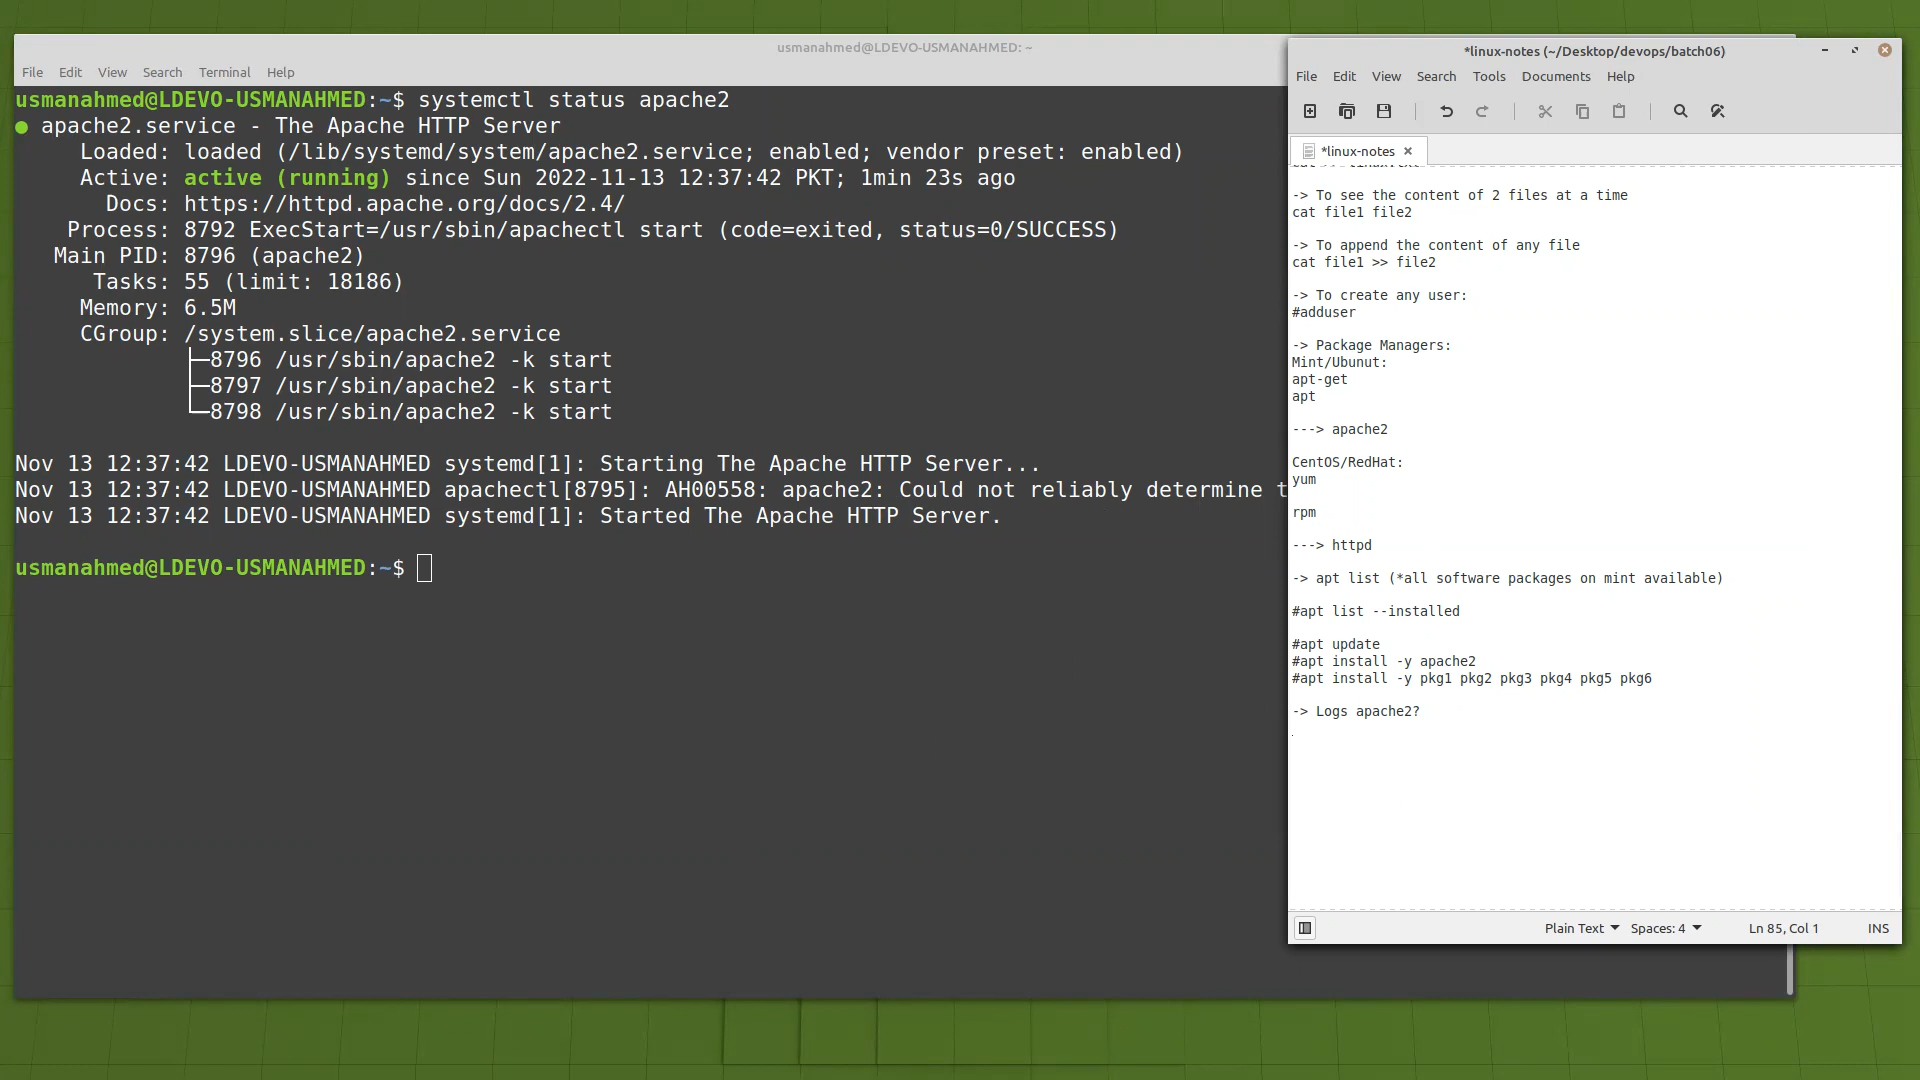 usmanahmed@LDEVO-USMANAHMED: ~
File Edit View Search Terminal Help
usmanahmed@LDEVO-USMANAHMED:~$ systemctl status apache2
● apache2.service - The Apache HTTP Server
Loaded: loaded (/lib/systemd/system/apache2.service; enabled; vendor preset: enabled)
Active: active (running) since Sun 2022-11-13 12:37:42 PKT; 1min 23s ago
Docs: https://httpd.apache.org/docs/2.4/
Process: 8792 ExecStart=/usr/sbin/apachectl start (code=exited, status=0/SUCCESS)
Main PID: 8796 (apache2)
Tasks: 55 (limit: 18186)
Memory: 6.5M
CGroup: /system.slice/apache2.service
├─8796 /usr/sbin/apache2 -k start
├─8797 /usr/sbin/apache2 -k start
└─8798 /usr/sbin/apache2 -k start
Nov 13 12:37:42 LDEVO-USMANAHMED systemd[1]: Starting The Apache HTTP Server...
Nov 13 12:37:42 LDEVO-USMANAHMED apachectl[8795]: AH00558: apache2: Could not reliably determine t
Nov 13 12:37:42 LDEVO-USMANAHMED systemd[1]: Started The Apache HTTP Server.
usmanahmed@LDEVO-USMANAHMED:~$
*linux-notes (~/Desktop/devops/batch06)
File Edit View Search Tools Documents Help
*linux-notes
-> To see the content of 2 files at a time
cat file1 file2
-> To append the content of any file
cat file1 >> file2
-> To create any user:
#adduser
-> Package Managers:
Mint/Ubunut:
apt-get
apt
---> apache2
CentOS/RedHat:
yum
rpm
---> httpd
-> apt list (*all software packages on mint available)
#apt list --installed
#apt update
#apt install -y apache2
#apt install -y pkg1 pkg2 pkg3 pkg4 pkg5 pkg6
-> Logs apache2?
Plain Text Spaces: 4 Ln 85, Col 1 INS